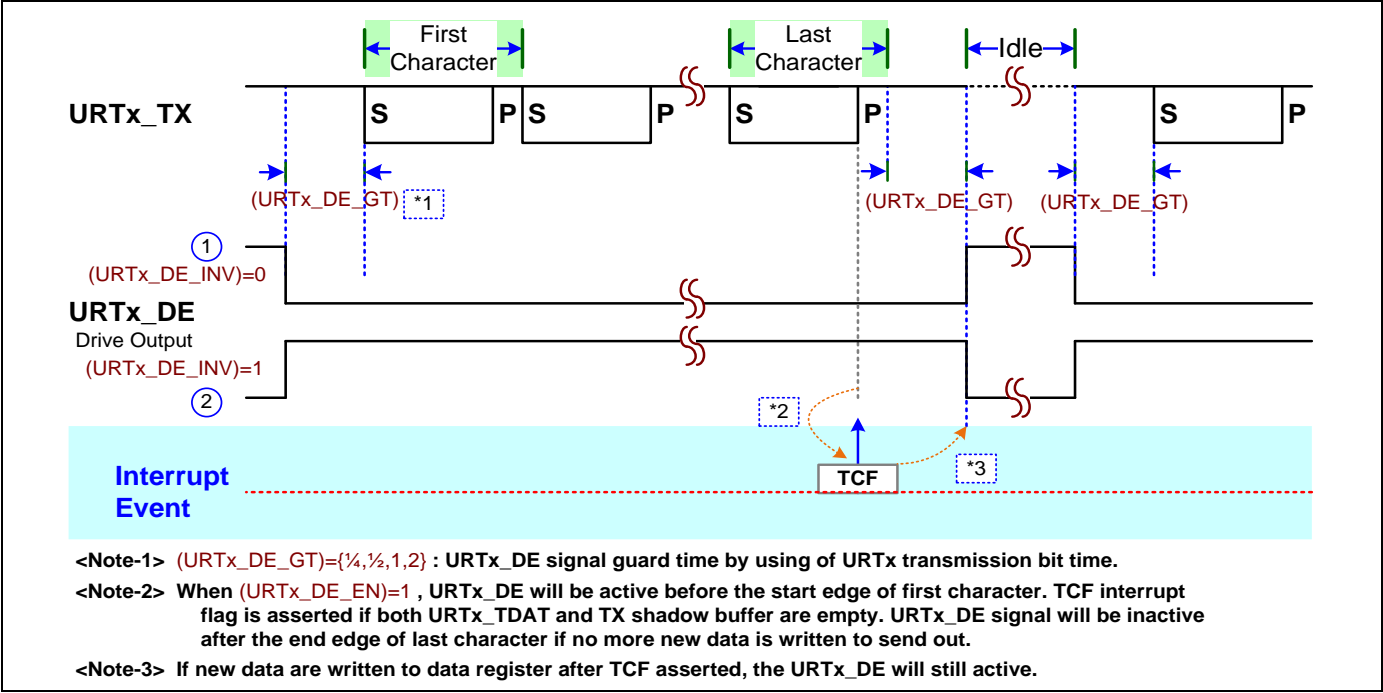 First
Character
Last
Character
Idle
URTx_TX
S
P
S
P
S
P
S
P
(URTx_DE_GT)
*1
(URTx_DE_GT)
(URTx_DE_GT)
1
(URTx_DE_INV)=0
URTx_DE
Drive Output
(URTx_DE_INV)=1
2
*2
*3
TCF
Interrupt
Event
<Note-1> (URTx_DE_GT)={¼,½,1,2} : URTx_DE signal guard time by using of URTx transmission bit time.
<Note-2> When (URTx_DE_EN)=1 , URTx_DE will be active before the start edge of first character. TCF interrupt
flag is asserted if both URTx_TDAT and TX shadow buffer are empty. URTx_DE signal will be inactive
after the end edge of last character if no more new data is written to send out.
<Note-3> If new data are written to data register after TCF asserted, the URTx_DE will still active.